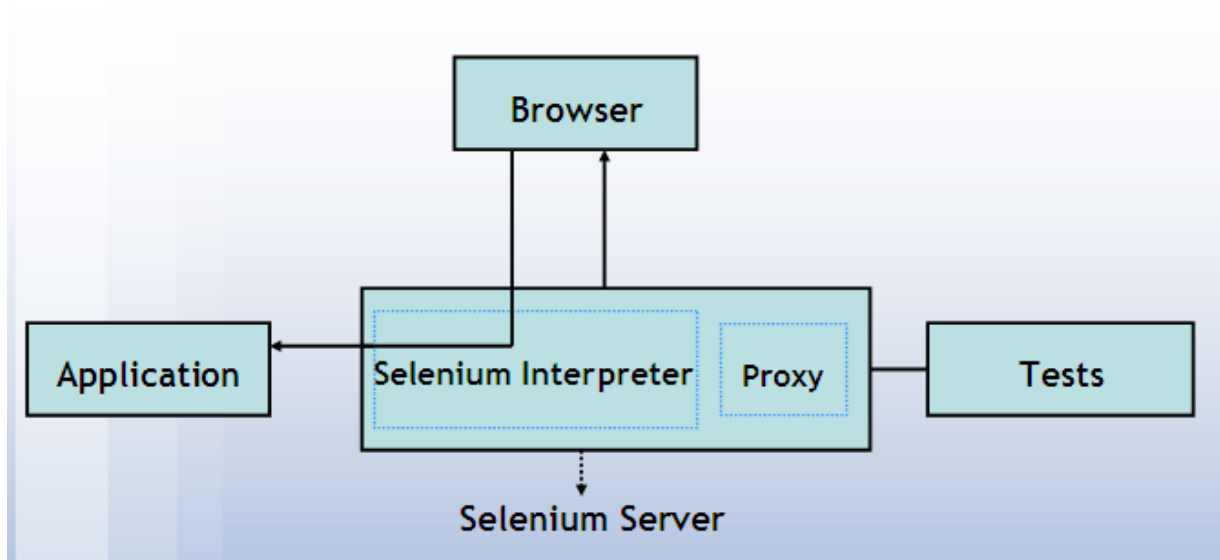 Browser
Application
Selenium Interpreter
Proxy
Tests
Selenium Server